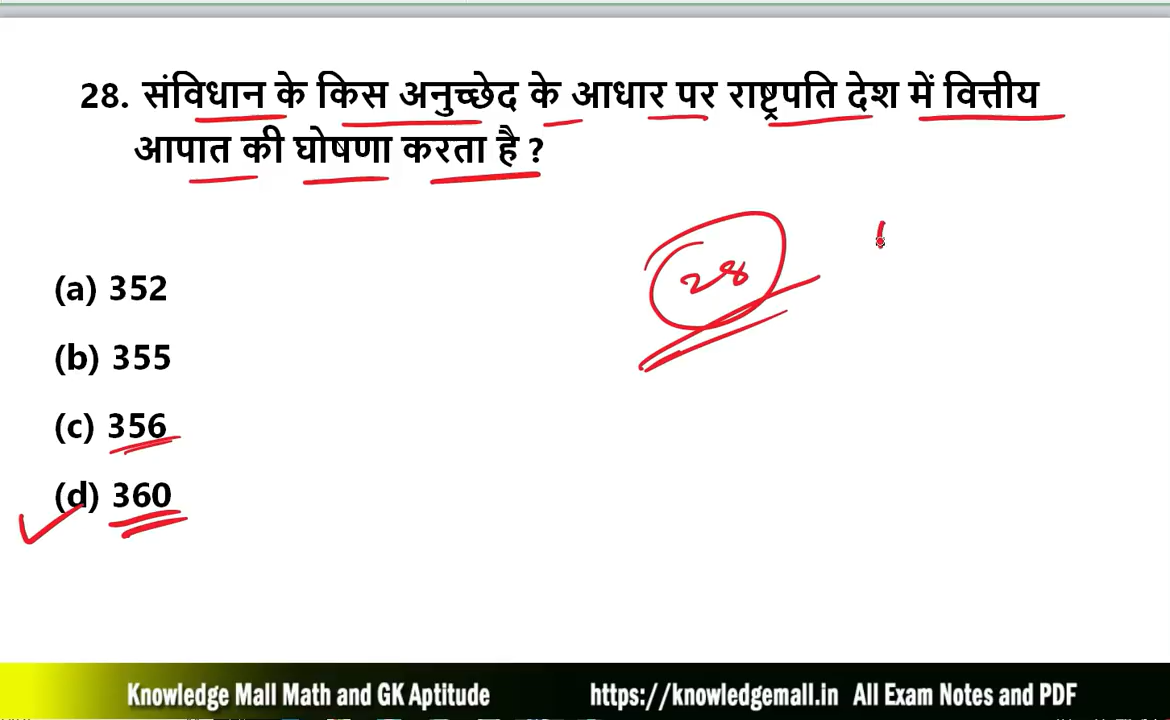 28. संविधान के किस अनुच्छेद के आधार पर राष्ट्रपति देश में वित्तीय
आपात की घोषणा करता है ?
28
(a) 352
(b) 355
(c) 356
(d) 360
Knowledge Mall Math and GK Aptitude https://knowledgemall.in All Exam Notes and PDF